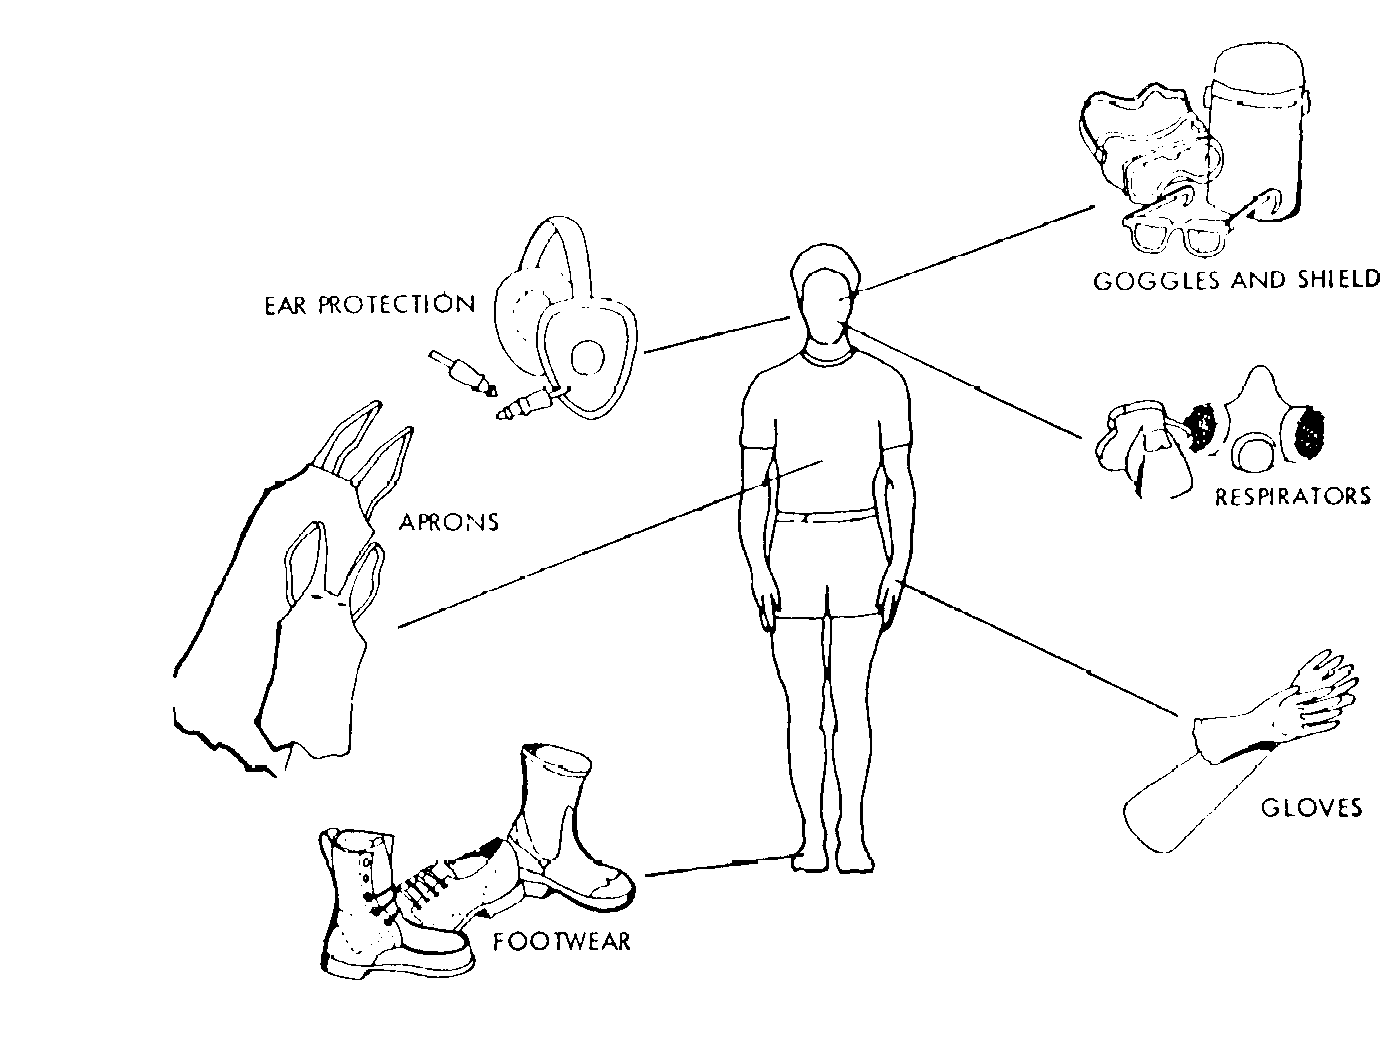 GOGGLES AND SHIELD
EAR PROTECTION
RESPIRATORS
APRONS
GLOVES
FOOTWEAR